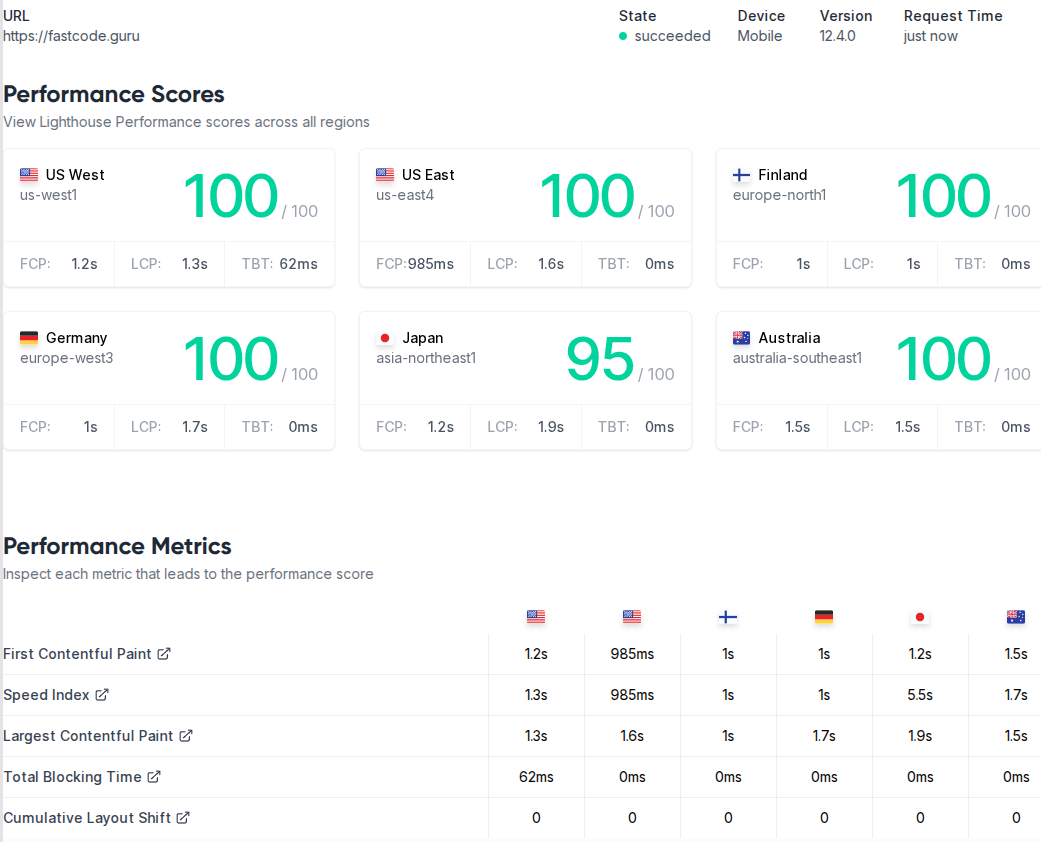 URL State Device Version Request Time
https://fastcode.guru succeeded Mobile 12.4.0 just now
Performance Scores
View Lighthouse Performance scores across all regions
US West
us-west1
100 / 100
FCP: 1.2s LCP: 1.3s TBT: 62ms
US East
us-east4
100 / 100
FCP: 985ms LCP: 1.6s TBT: 0ms
Finland
europe-north1
100 / 100
FCP: 1s LCP: 1s TBT: 0ms
Germany
europe-west3
100 / 100
FCP: 1s LCP: 1.7s TBT: 0ms
Japan
asia-northeast1
95 / 100
FCP: 1.2s LCP: 1.9s TBT: 0ms
Australia
australia-southeast1
100 / 100
FCP: 1.5s LCP: 1.5s TBT: 0ms
Performance Metrics
Inspect each metric that leads to the performance score
First Contentful Paint 1.2s 985ms 1s 1s 1.2s 1.5s
Speed Index 1.3s 985ms 1s 1s 5.5s 1.7s
Largest Contentful Paint 1.3s 1.6s 1s 1.7s 1.9s 1.5s
Total Blocking Time 62ms 0ms 0ms 0ms 0ms 0ms
Cumulative Layout Shift 0 0 0 0 0 0